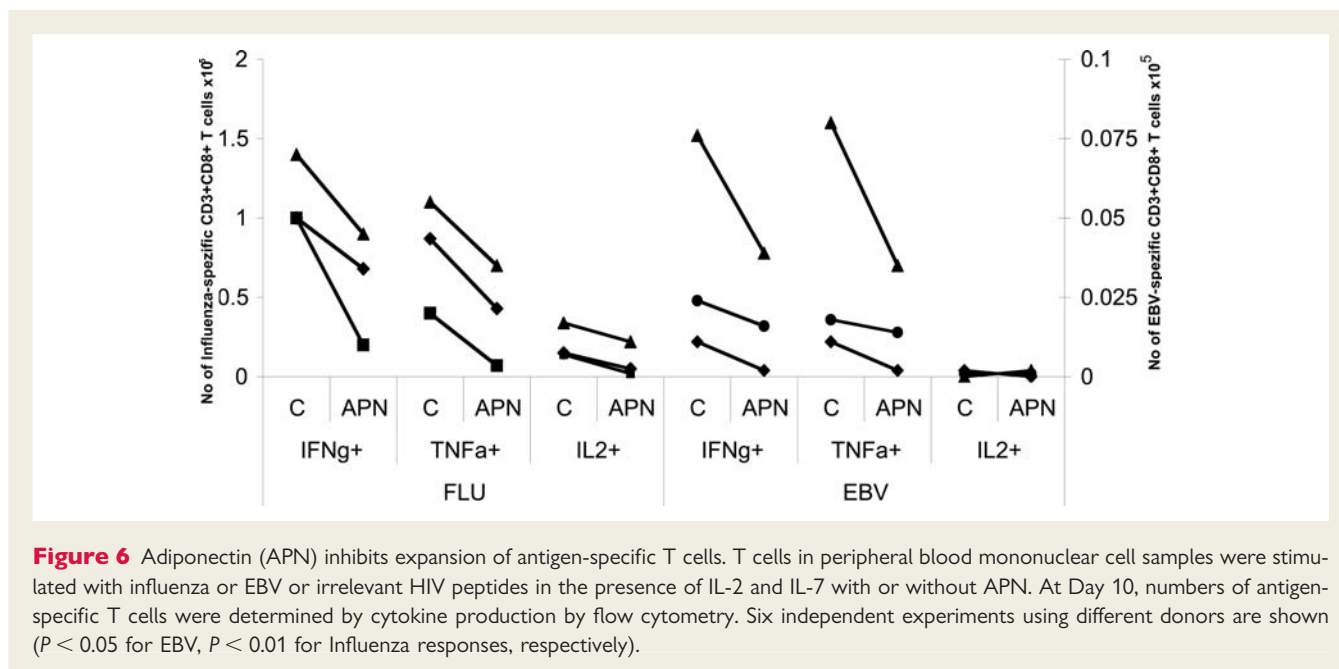 No of Influenza-spezific CD3+CD8+ T cells x10⁵
2
1.5
1
0.5
0
0.1
0.075
0.05
0.025
0
No of EBV-spezific CD3+CD8+ T cells x10⁵
C APN C APN C APN C APN C APN C APN
IFNg+ TNFa+ IL2+ IFNg+ TNFa+ IL2+
FLU EBV
Figure 6 Adiponectin (APN) inhibits expansion of antigen-specific T cells. T cells in peripheral blood mononuclear cell samples were stimu-
lated with influenza or EBV or irrelevant HIV peptides in the presence of IL-2 and IL-7 with or without APN. At Day 10, numbers of antigen-
specific T cells were determined by cytokine production by flow cytometry. Six independent experiments using different donors are shown
(P < 0.05 for EBV, P < 0.01 for Influenza responses, respectively).